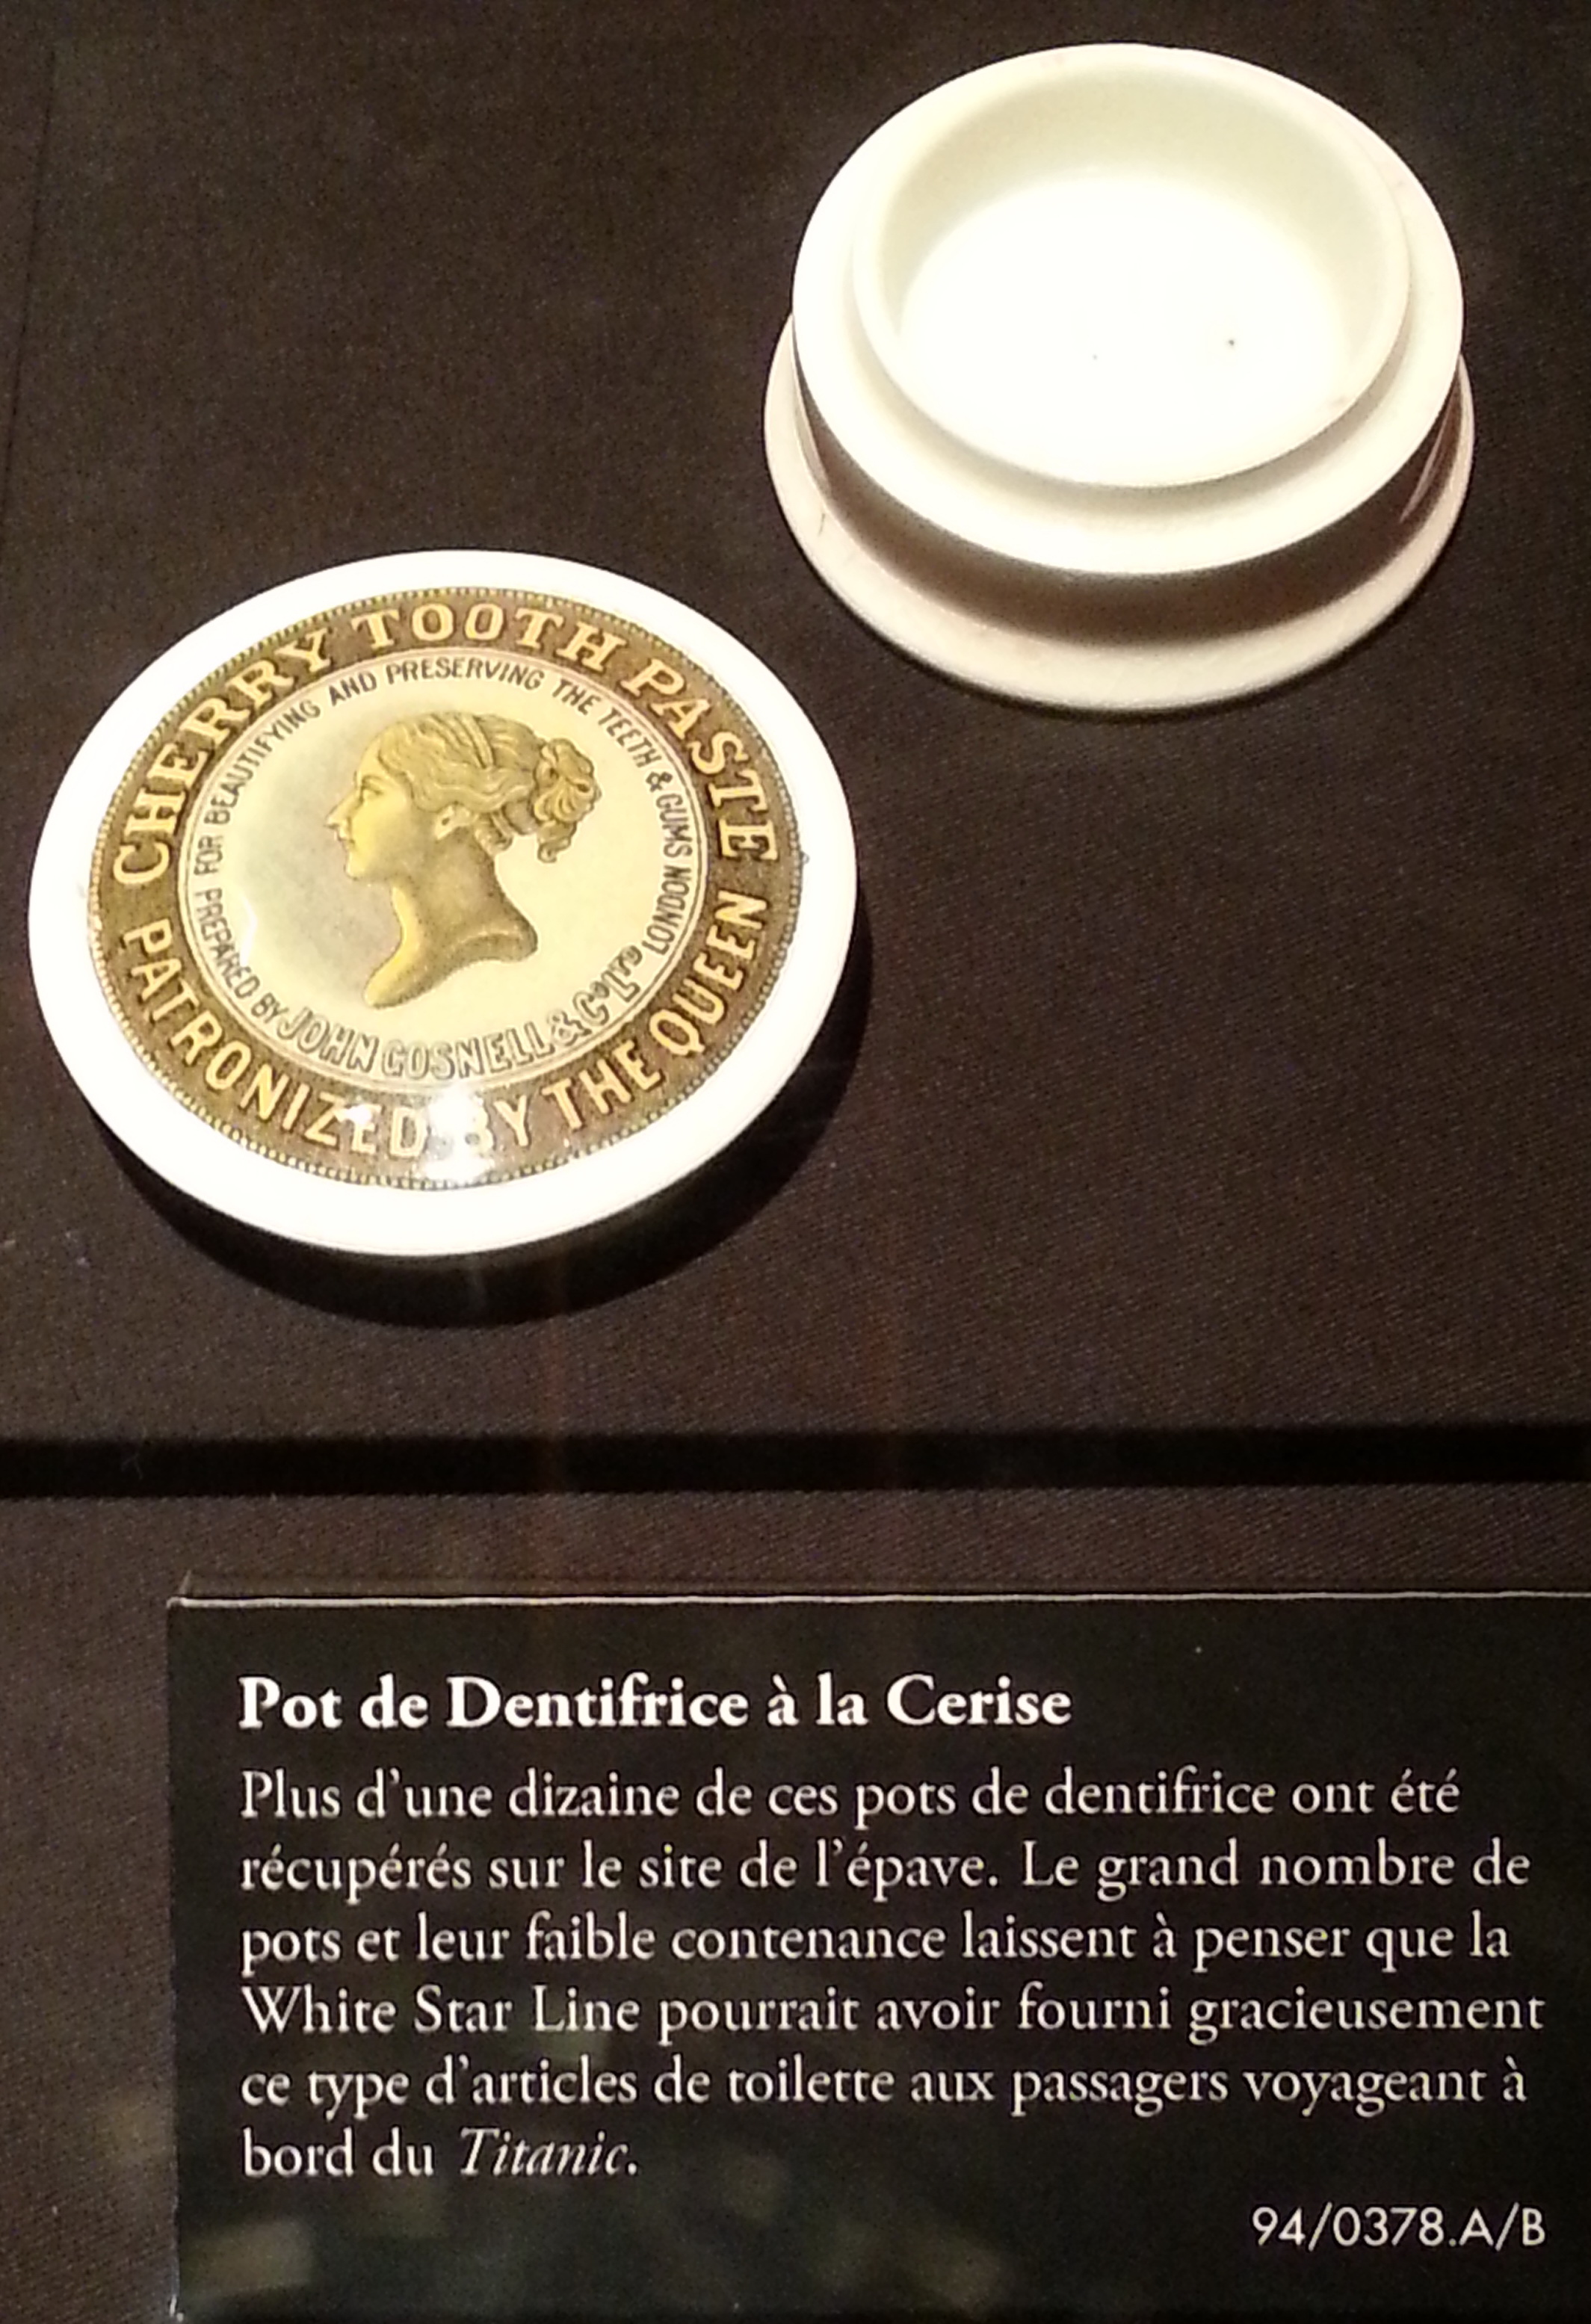 CHERRY TOOTH PASTE
PATRONIZED BY THE QUEEN
PREPARED FOR BEAUTIFYING AND PRESERVING THE TEETH & GUMS
BY JOHN GOSNELL & Co LTD LONDON
Pot de Dentifrice à la Cerise
Plus d'une dizaine de ces pots de dentifrice ont été
récupérés sur le site de l'épave. Le grand nombre de
pots et leur faible contenance laissent à penser que la
White Star Line pourrait avoir fourni gracieusement
ce type d'articles de toilette aux passagers voyageant à
bord du Titanic.
94/0378.A/B